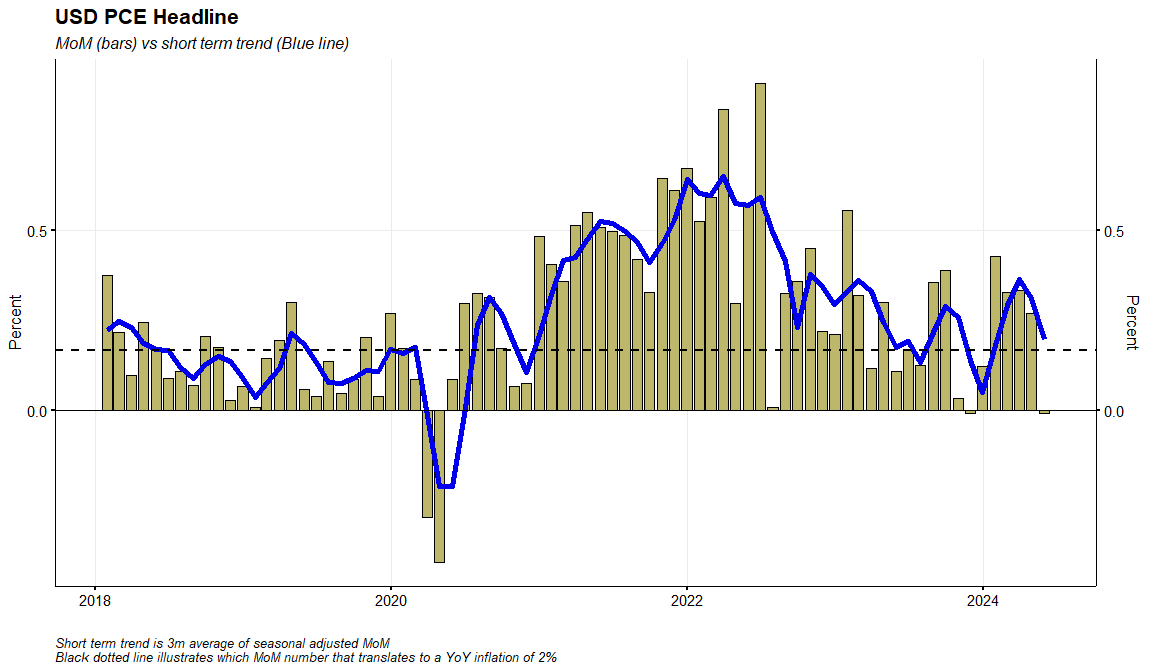 USD PCE Headline
MoM (bars) vs short term trend (Blue line)
Percent
0.5
0.0
0.5
0.0
Percent
2018
2020
2022
2024
Short term trend is 3m average of seasonal adjusted MoM
Black dotted line illustrates which MoM number that translates to a YoY inflation of 2%